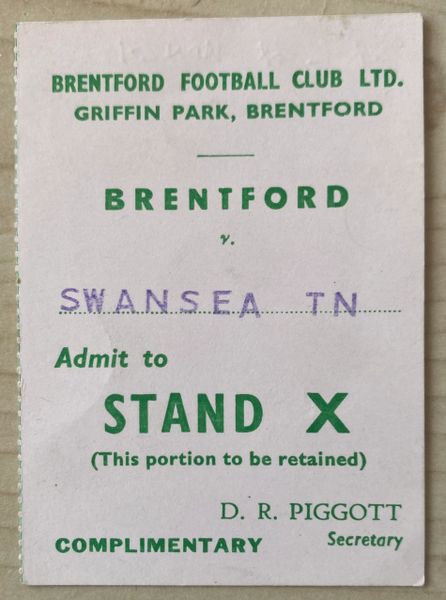 BRENTFORD FOOTBALL CLUB LTD.
GRIFFIN PARK, BRENTFORD
BRENTFORD
v.
SWANSEA TN
Admit to
STAND X
(This portion to be retained)
D. R. PIGGOTT
COMPLIMENTARY Secretary